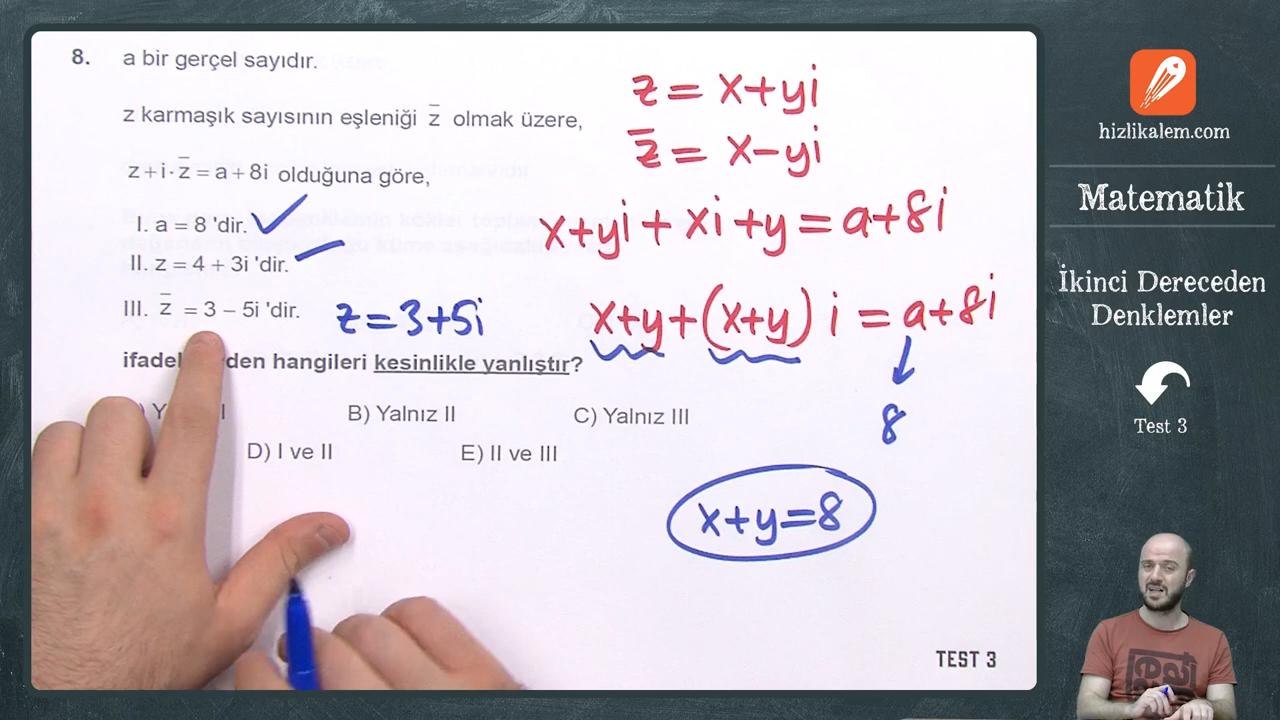 8. a bir gerçel sayıdır.
z karmaşık sayısının eşleniği z̅ olmak üzere,
z + i · z̅ = a + 8i olduğuna göre,
I. a = 8 'dir.
II. z = 4 + 3i 'dir.
III. z̅ = 3 − 5i 'dir.
z = 3+5i
den hangileri kesinlikle yanlıştır?
B) Yalnız II
C) Yalnız III
D) I ve II
E) II ve III
z = x+yi
z̅ = x−yi
x+yi + xi +y = a+8i
x+y+(x+y) i = a+8i
8
x+y=8
TEST 3
hizlikalem.com
Matematik
İkinci Dereceden
Denklemler
Test 3